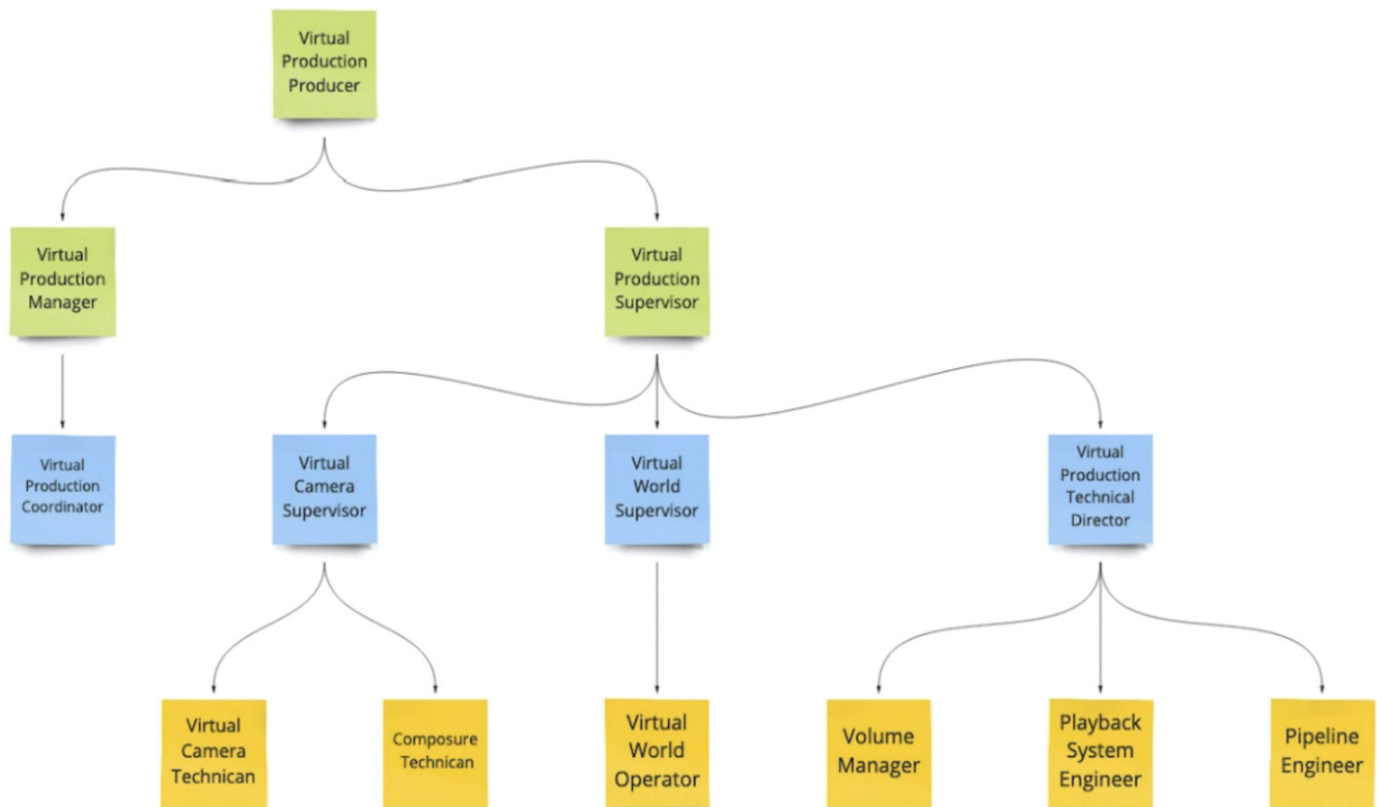 Virtual
Production
Producer
Virtual
Production
Manager
Virtual
Production
Supervisor
Virtual
Production
Coordinator
Virtual
Camera
Supervisor
Virtual
World
Supervisor
Virtual
Production
Technical
Director
Virtual
Camera
Technican
Composure
Technican
Virtual
World
Operator
Volume
Manager
Playback
System
Engineer
Pipeline
Engineer